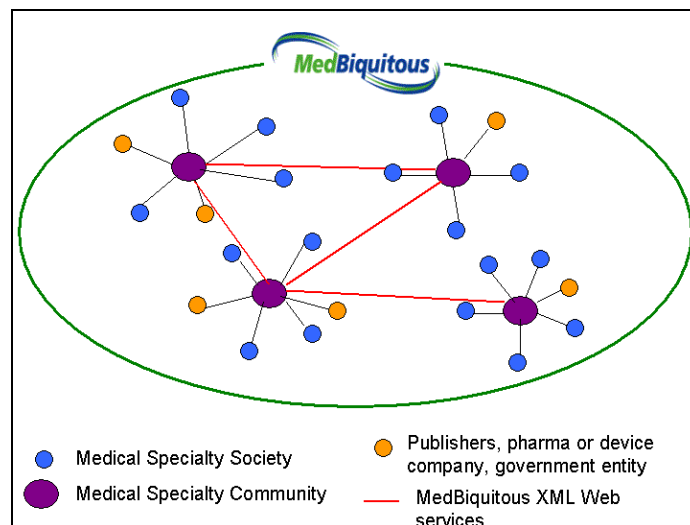 MedBiquitous
Medical Specialty Society
Medical Specialty Community
Publishers, pharma or device
company, government entity
MedBiquitous XML Web
services